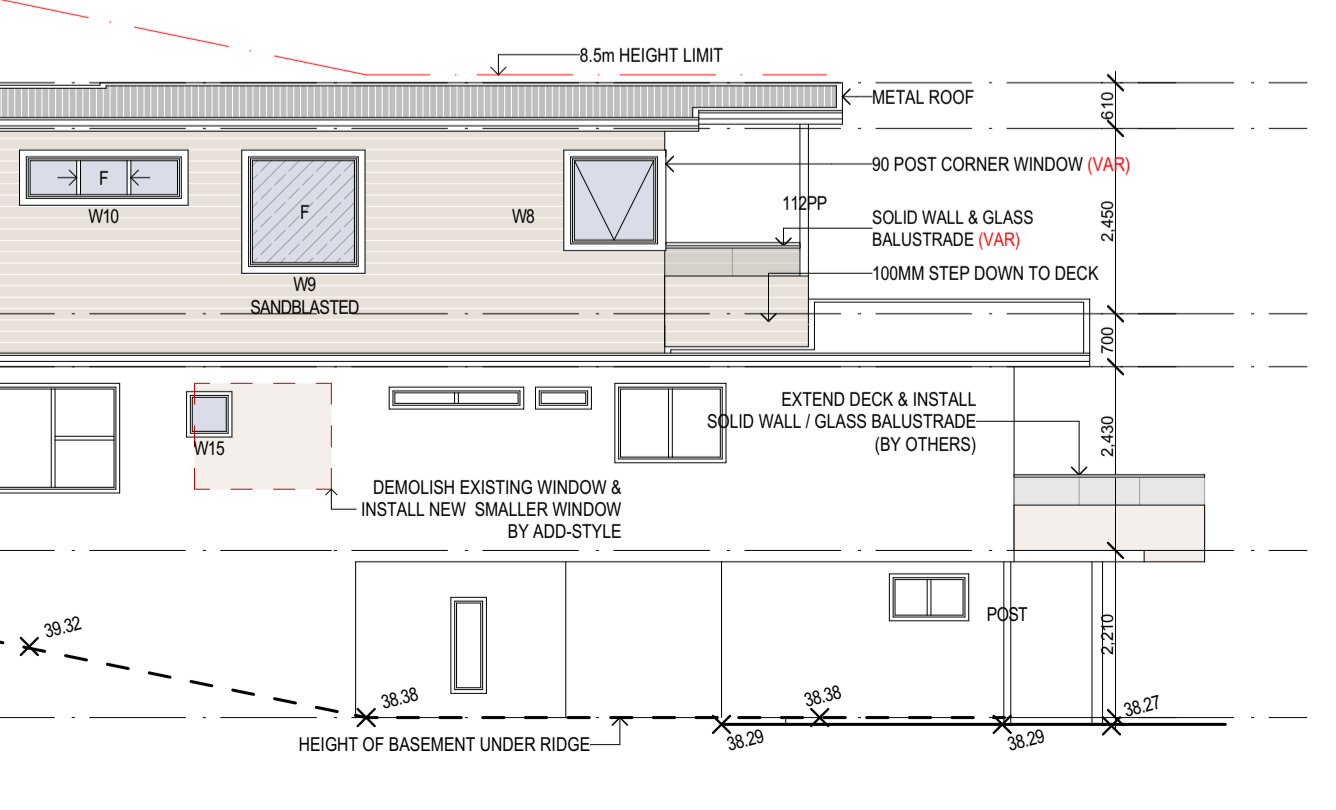 8.5m HEIGHT LIMIT
METAL ROOF
610
90 POST CORNER WINDOW (VAR)
F
W10
F
W9
SANDBLASTED
W8
112PP
2,450
SOLID WALL & GLASS
BALUSTRADE (VAR)
100MM STEP DOWN TO DECK
700
W15
EXTEND DECK & INSTALL
SOLID WALL / GLASS BALUSTRADE
(BY OTHERS)
2,430
DEMOLISH EXISTING WINDOW &
INSTALL NEW SMALLER WINDOW
BY ADD-STYLE
POST
2,210
39.32
38.38
38.38
38.27
HEIGHT OF BASEMENT UNDER RIDGE
38.29
38.29